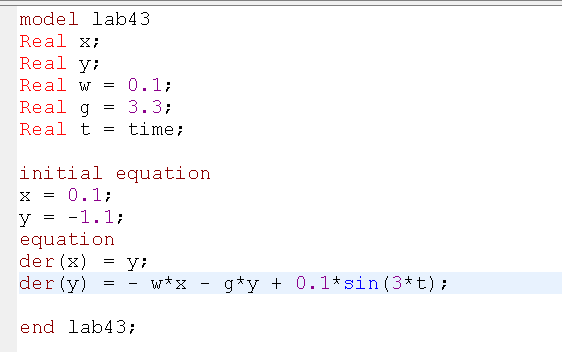 model lab43
Real x;
Real y;
Real w = 0.1;
Real g = 3.3;
Real t = time;
initial equation
x = 0.1;
y = -1.1;
equation
der(x) = y;
der(y) = - w*x - g*y + 0.1*sin(3*t);
end lab43;